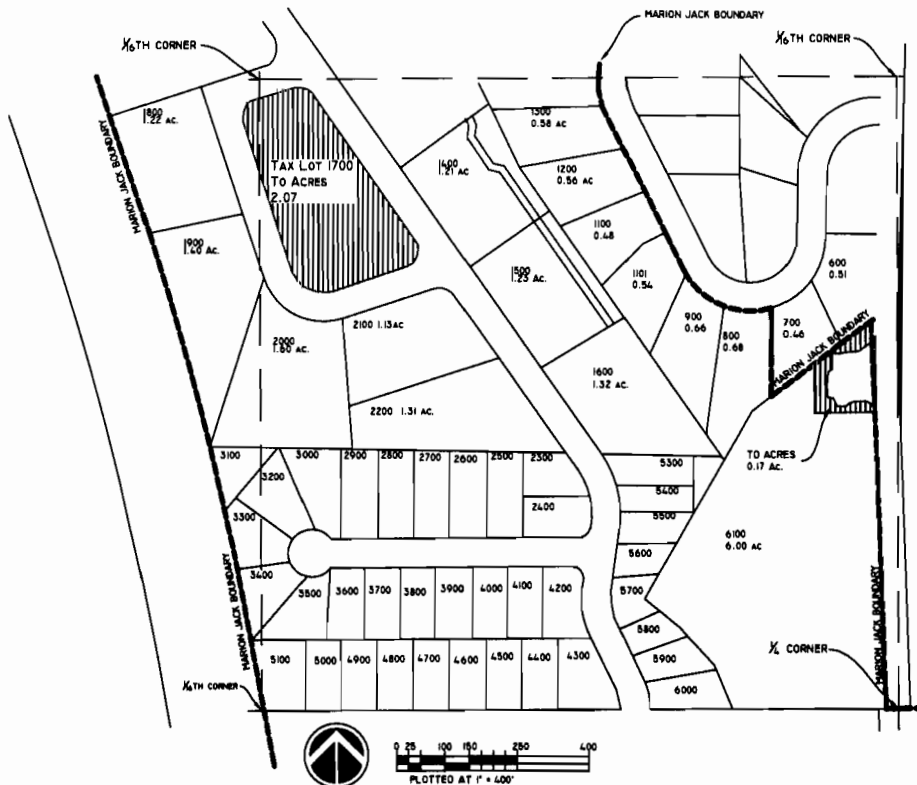 MARION JACK BOUNDARY
1/16TH CORNER
1/16TH CORNER
1800
1.22 AC.
MARION JACK BOUNDARY
TAX LOT 1700
TO ACRES
2.07
1300
0.58 AC
1400
1.21 AC
1200
0.56 AC
1900
1.40 AC.
1100
0.48
600
0.51
1500
1.23 AC.
1101
0.54
900
0.66
800
0.68
700
0.46
2100 1.13AC
2000
1.60 AC.
MARION JACK BOUNDARY
1600
1.32 AC.
2200 1.31 AC.
3100
3000
2900
2800
2700
2600
2500
2300
5300
TO ACRES
0.17 AC.
3200
5400
2400
3300
5500
6100
6.00 AC
5600
3400
3500
3600
3700
3800
3900
4000
4100
4200
5700
MARION JACK BOUNDARY
MARION JACK BOUNDARY
5800
1/4 CORNER
5100
5000
4900
4800
4700
4600
4500
4400
4300
5900
1/16TH CORNER
6000
0 25 100 150 250 400
PLOTTED AT 1" = 400'